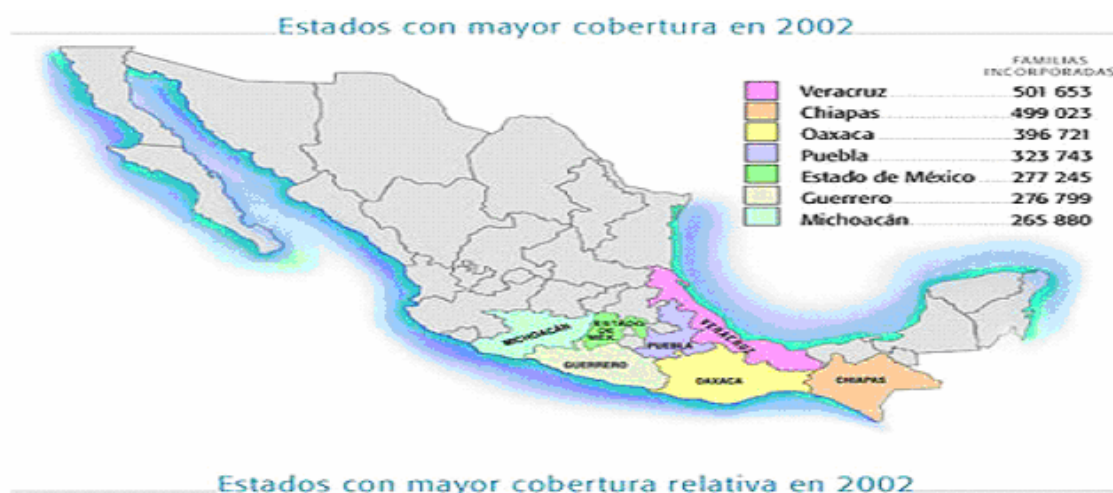 Estados con mayor cobertura en 2002
FAMILIAS
INCORPORADAS
Veracruz 501 653
Chiapas 499 023
Oaxaca 396 721
Puebla 323 743
Estado de México 277 245
Guerrero 276 799
Michoacán 265 880
MICHOACÁN
ESTADO
DE
MÉX.
PUEBLA
VERACRUZ
GUERRERO
OAXACA
CHIAPAS
Estados con mayor cobertura relativa en 2002